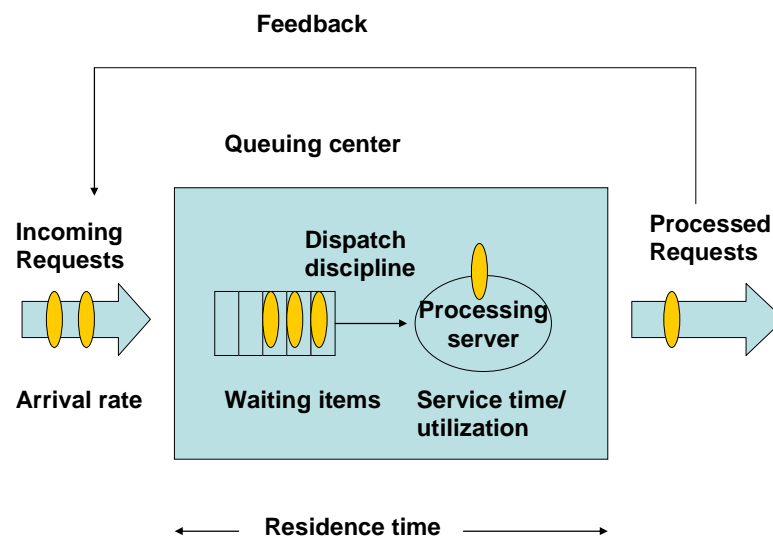 Feedback
Queuing center
Incoming
Requests
Dispatch
discipline
Processed
Requests
Processing
server
Arrival rate
Waiting items
Service time/
utilization
Residence time